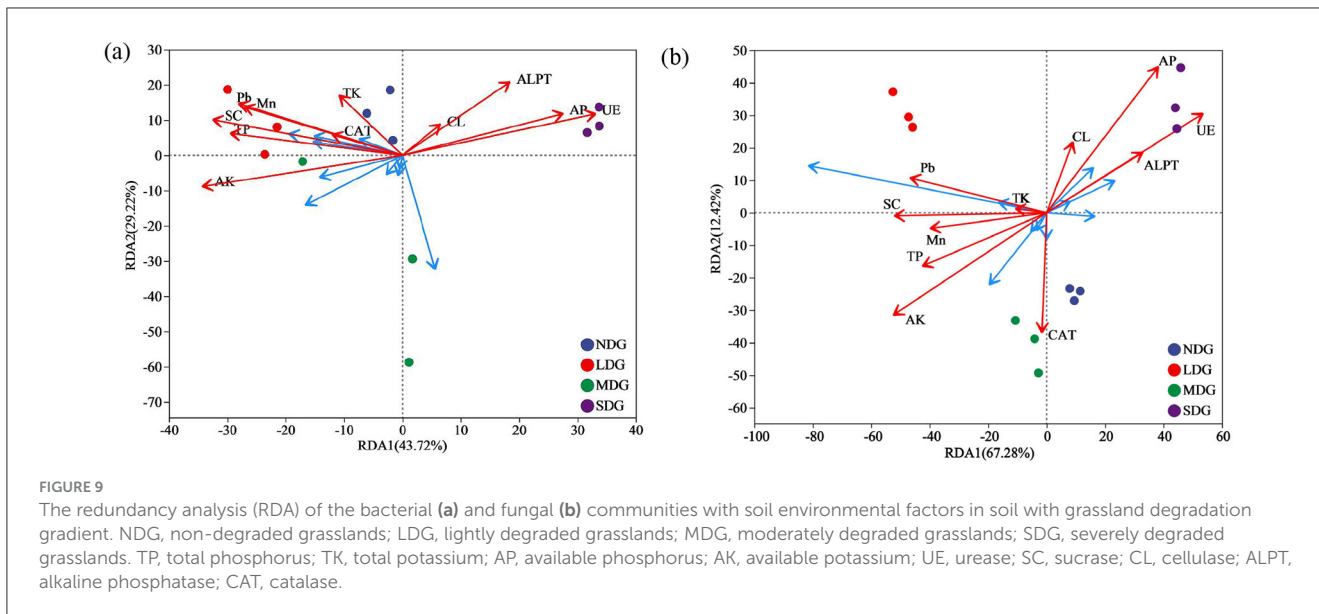 (a)
30
20
10
0
-10
-20
-30
-40
-50
-60
-70
RDA2(29.22%)
-40 -30 -20 -10 0 10 20 30 40
RDA1(43.72%)
Pb
Mn
SC
TP
AK
TK
CAT
CL
ALPT
AP
UE
NDG
LDG
MDG
SDG
(b)
50
40
30
20
10
0
-10
-20
-30
-40
-50
-60
RDA2(12.42%)
-100 -80 -60 -40 -20 0 20 40 60
RDA1(67.28%)
AP
UE
CL
ALPT
Pb
TK
SC
Mn
TP
AK
CAT
NDG
LDG
MDG
SDG
FIGURE 9
The redundancy analysis (RDA) of the bacterial (a) and fungal (b) communities with soil environmental factors in soil with grassland degradation
gradient. NDG, non-degraded grasslands; LDG, lightly degraded grasslands; MDG, moderately degraded grasslands; SDG, severely degraded
grasslands. TP, total phosphorus; TK, total potassium; AP, available phosphorus; AK, available potassium; UE, urease; SC, sucrase; CL, cellulase; ALPT,
alkaline phosphatase; CAT, catalase.